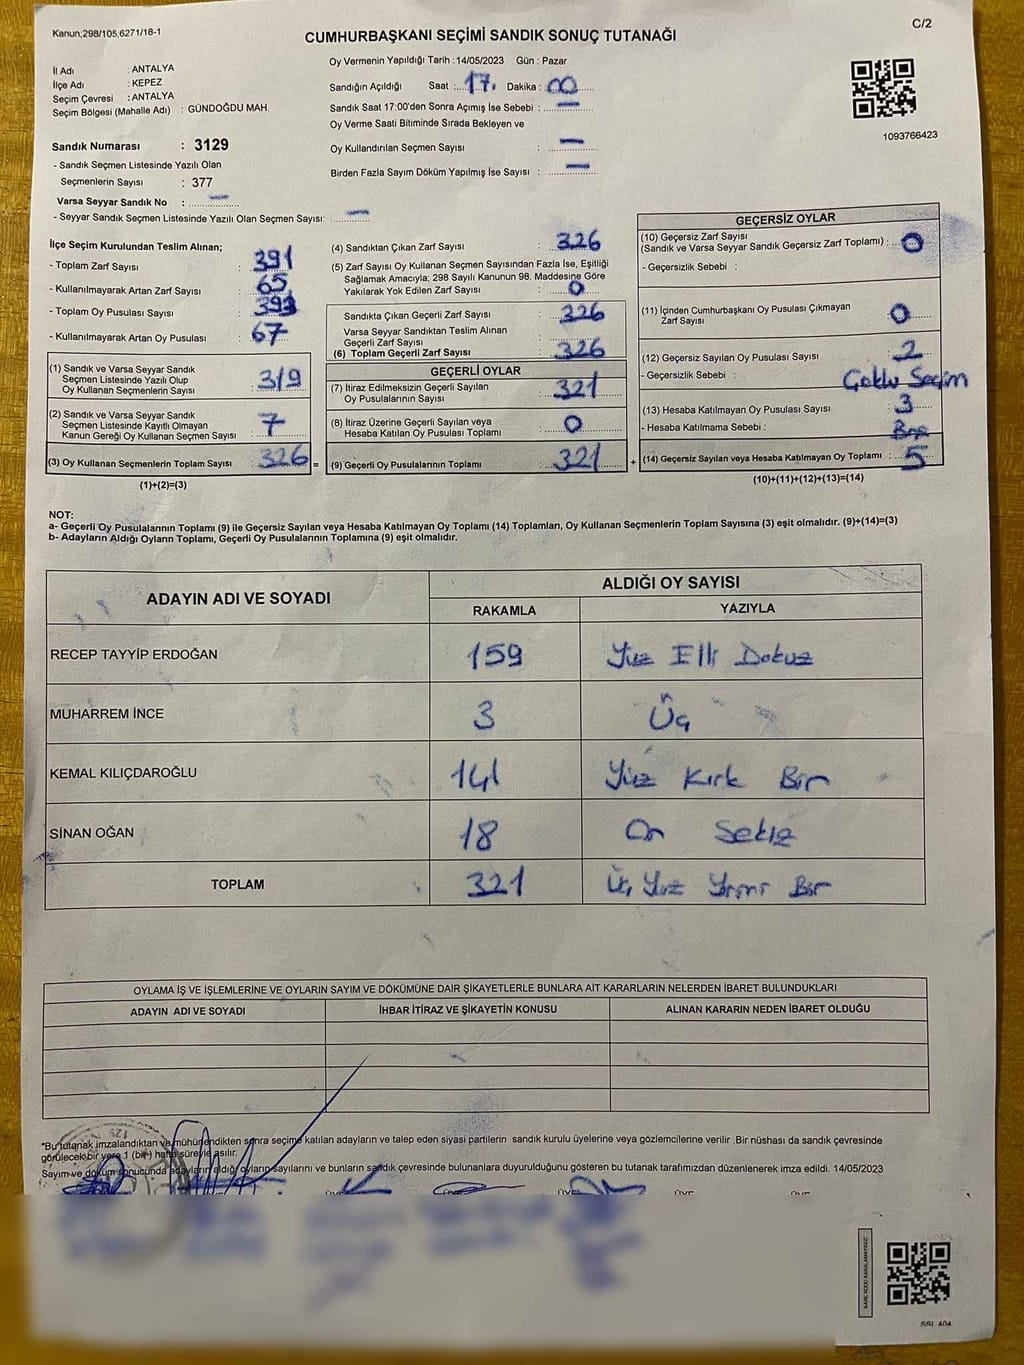 Kanun;298/105;6271/18-1
C/2
CUMHURBAŞKANI SEÇİMİ SANDIK SONUÇ TUTANAĞI
İl Adı : ANTALYA
İlçe Adı : KEPEZ
Seçim Çevresi : ANTALYA
Seçim Bölgesi (Mahalle Adı) : GÜNDOĞDU MAH.
Sandık Numarası : 3129
- Sandık Seçmen Listesinde Yazılı Olan
Seçmenlerin Sayısı : 377
Varsa Seyyar Sandık No : —
- Seyyar Sandık Seçmen Listesinde Yazılı Olan Seçmen Sayısı: —
Oy Vermenin Yapıldığı Tarih : 14/05/2023 Gün : Pazar
Sandığın Açıldığı Saat : 17. Dakika : 00
Sandık Saat 17:00'den Sonra Açımış İse Sebebi : —
Oy Verme Saati Bitiminde Sırada Bekleyen ve
Oy Kullandırılan Seçmen Sayısı : —
Birden Fazla Sayım Döküm Yapılmış İse Sayısı : —
1093766423
İlçe Seçim Kurulundan Teslim Alınan;
- Toplam Zarf Sayısı : 391
- Kullanılmayarak Artan Zarf Sayısı : 65
- Toplam Oy Pusulası Sayısı : 393
- Kullanılmayarak Artan Oy Pusulası : 67
(1) Sandık ve Varsa Seyyar Sandık
Seçmen Listesinde Yazılı Olup
Oy Kullanan Seçmenlerin Sayısı : 319
(2) Sandık ve Varsa Seyyar Sandık
Seçmen Listesinde Kayıtlı Olmayan
Kanun Gereği Oy Kullanan Seçmen Sayısı : 7
(3) Oy Kullanan Seçmenlerin Toplam Sayısı : 326 =
(1)+(2)=(3)
(4) Sandıktan Çıkan Zarf Sayısı : 326
(5) Zarf Sayısı Oy Kullanan Seçmen Sayısından Fazla İse, Eşitliği
Sağlamak Amacıyla; 298 Sayılı Kanunun 98. Maddesine Göre
Yakılarak Yok Edilen Zarf Sayısı : 0
Sandıkta Çıkan Geçerli Zarf Sayısı : 326
Varsa Seyyar Sandıktan Teslim Alınan
Geçerli Zarf Sayısı :
(6) Toplam Geçerli Zarf Sayısı : 326
GEÇERLİ OYLAR
(7) İtiraz Edilmeksizin Geçerli Sayılan
Oy Pusulalarının Sayısı : 321
(8) İtiraz Üzerine Geçerli Sayılan veya
Hesaba Katılan Oy Pusulası Toplamı : 0
(9) Geçerli Oy Pusulalarının Toplamı : 321 +
GEÇERSİZ OYLAR
(10) Geçersiz Zarf Sayısı
(Sandık ve Varsa Seyyar Sandık Geçersiz Zarf Toplamı) : 0
- Geçersizlik Sebebi :
(11) İçinden Cumhurbaşkanı Oy Pusulası Çıkmayan
Zarf Sayısı : 0
(12) Geçersiz Sayılan Oy Pusulası Sayısı : 2
- Geçersizlik Sebebi : Çoklu Seçim
(13) Hesaba Katılmayan Oy Pusulası Sayısı : 3
- Hesaba Katılmama Sebebi : Boş
(14) Geçersiz Sayılan veya Hesaba Katılmayan Oy Toplamı : 5
(10)+(11)+(12)+(13)=(14)
NOT:
a- Geçerli Oy Pusulalarının Toplamı (9) ile Geçersiz Sayılan veya Hesaba Katılmayan Oy Toplamı (14) Toplamları, Oy Kullanan Seçmenlerin Toplam Sayısına (3) eşit olmalıdır. (9)+(14)=(3)
b- Adayların Aldığı Oyların Toplamı, Geçerli Oy Pusulalarının Toplamına (9) eşit olmalıdır.
ADAYIN ADI VE SOYADI
ALDIĞI OY SAYISI
RAKAMLA YAZIYLA
RECEP TAYYİP ERDOĞAN 159 Yüz Elli Dokuz
MUHARREM İNCE 3 Üç
KEMAL KILIÇDAROĞLU 141 Yüz Kırk Bir
SİNAN OĞAN 18 On Sekiz
TOPLAM 321 Üç Yüz Yirmi Bir
OYLAMA İŞ VE İŞLEMLERİNE VE OYLARIN SAYIM VE DÖKÜMÜNE DAİR ŞİKAYETLERLE BUNLARA AİT KARARLARIN NELERDEN İBARET BULUNDUKLARI
ADAYIN ADI VE SOYADI İHBAR İTİRAZ VE ŞİKAYETİN KONUSU ALINAN KARARIN NEDEN İBARET OLDUĞU
*Bu tutanak imzalandıktan ve mühürlendikten sonra seçime katılan adayların ve talep eden siyasi partilerin sandık kurulu üyelerine veya gözlemcilerine verilir .Bir nüshası da sandık çevresinde
görülecek bir yere 1 (bir) hafta süreyle asılır.
Sayım ve döküm sonucunda adayların aldığı oyların sayılarını ve bunların sandık çevresinde bulunanlara duyurulduğunu gösteren bu tutanak tarafımızdan düzenlenerek imza edildi. 14/05/2023
KARE KODU KARALAMAYINIZ!